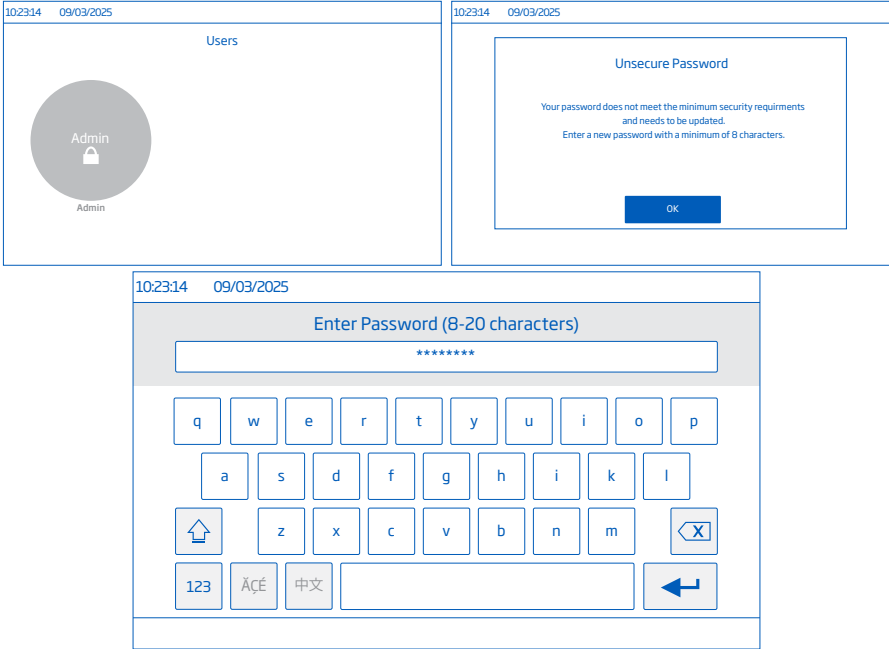 10:23:14 09/03/2025
Users
Admin
Admin
10:23:14 09/03/2025
Unsecure Password
Your password does not meet the minimum security requirments
and needs to be updated.
Enter a new password with a minimum of 8 characters.
OK
10:23:14 09/03/2025
Enter Password (8-20 characters)
********
q w e r t y u i o p
a s d f g h i k l
z x c v b n m X
123 ĂÇÉ 中文